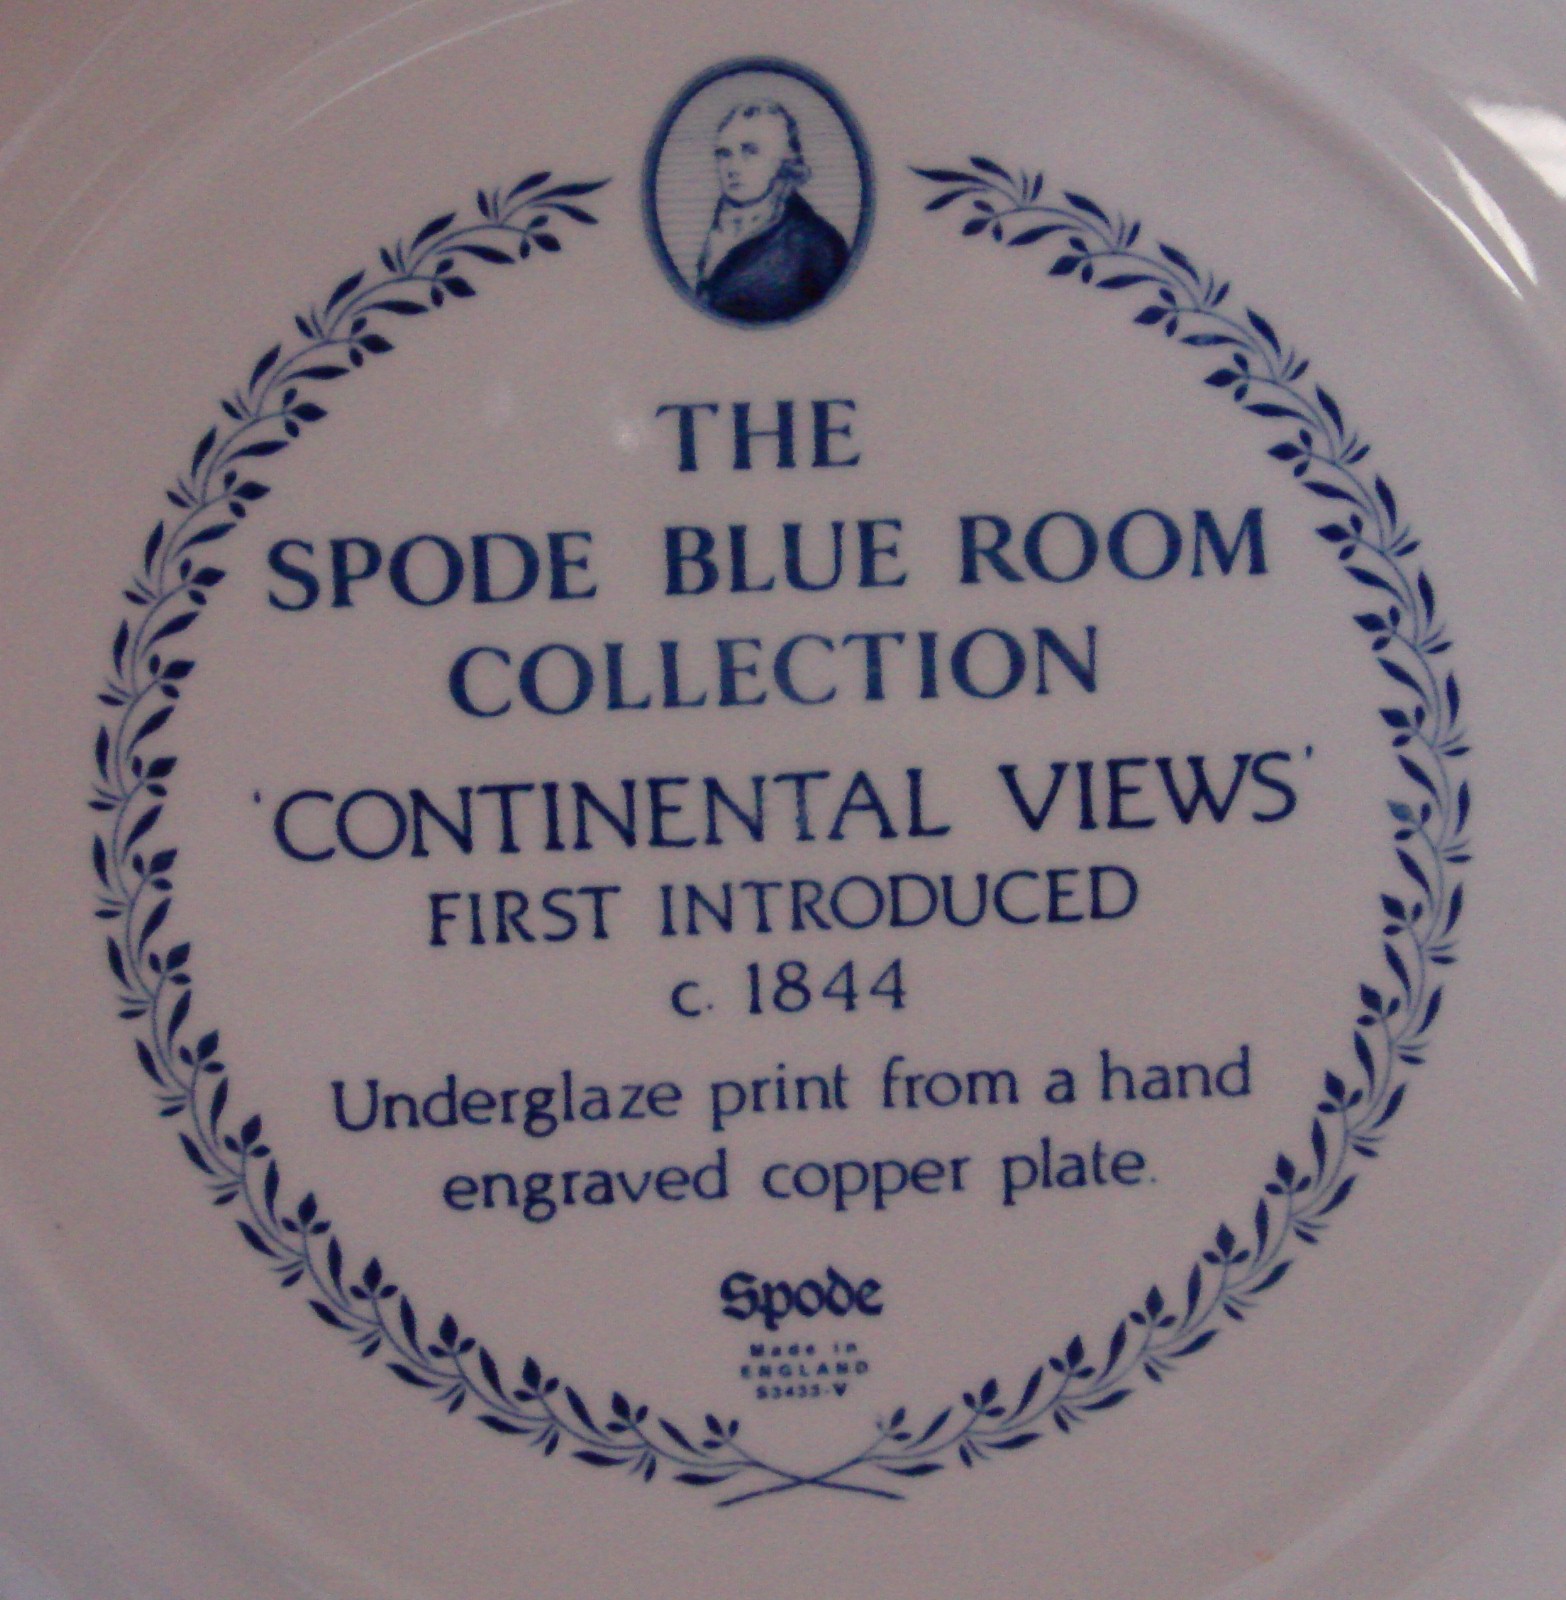 THE
SPODE BLUE ROOM
COLLECTION
'CONTINENTAL VIEWS'
FIRST INTRODUCED
c. 1844
Underglaze print from a hand
engraved copper plate.
Spode
Made in
ENGLAND
S3433-V